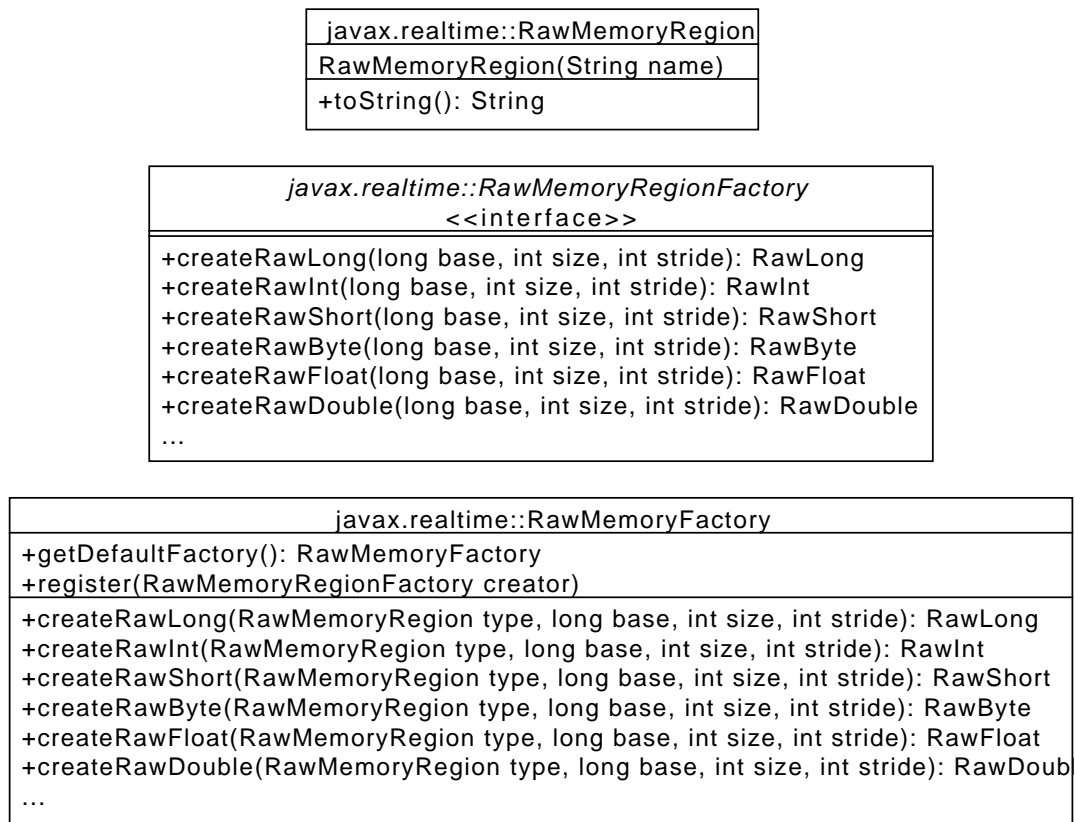 javax.realtime::RawMemoryRegion
RawMemoryRegion(String name)
+toString(): String
javax.realtime::RawMemoryRegionFactory
<<interface>>
+createRawLong(long base, int size, int stride): RawLong
+createRawInt(long base, int size, int stride): RawInt
+createRawShort(long base, int size, int stride): RawShort
+createRawByte(long base, int size, int stride): RawByte
+createRawFloat(long base, int size, int stride): RawFloat
+createRawDouble(long base, int size, int stride): RawDouble
...
javax.realtime::RawMemoryFactory
+getDefaultFactory(): RawMemoryFactory
+register(RawMemoryRegionFactory creator)
+createRawLong(RawMemoryRegion type, long base, int size, int stride): RawLong
+createRawInt(RawMemoryRegion type, long base, int size, int stride): RawInt
+createRawShort(RawMemoryRegion type, long base, int size, int stride): RawShort
+createRawByte(RawMemoryRegion type, long base, int size, int stride): RawByte
+createRawFloat(RawMemoryRegion type, long base, int size, int stride): RawFloat
+createRawDouble(RawMemoryRegion type, long base, int size, int stride): RawDoubl
...